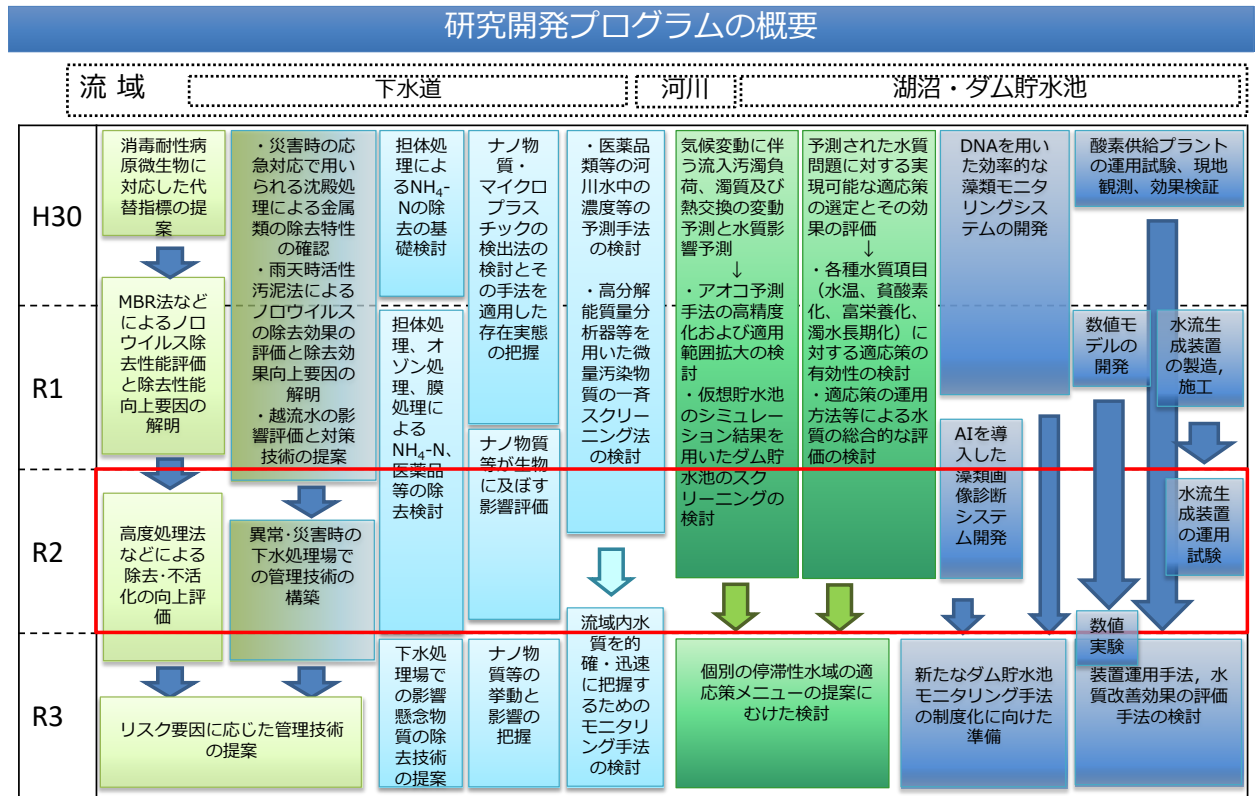 研究開発プログラムの概要
流 域
下水道
河川
湖沼・ダム貯水池
H30
R1
R2
R3
消毒耐性病
原微生物に
対応した代
替指標の提
案
MBR法など
によるノロ
ウイルス除
去性能評価
と除去性能
向上要因の
解明
高度処理法
などによる
除去・不活
化の向上評
価
・災害時の応
急対応で用い
られる沈殿処
理による金属
類の除去特性
の確認
・雨天時活性
汚泥法による
ノロウイルス
の除去効果の
評価と除去効
果向上要因の
解明
・越流水の影
響評価と対策
技術の提案
異常・災害時の
下水処理場で
の管理技術の
構築
リスク要因に応じた管理技術
の提案
担体処
理によ
るNH₄-
Nの除
去の基
礎検討
担体処
理、オ
ゾン処
理、膜
処理に
よる
NH₄-N、
医薬品
等の除
去検討
下水処
理場で
の影響
懸念物
質の除
去技術
の提案
ナノ物
質・
マイクロ
プラス
チックの
検出法の
検討とそ
の手法を
適用した
存在実態
の把握
ナノ物質
等が生物
に及ぼす
影響評価
ナノ物
質等の
挙動と
影響の
把握
・医薬品
類等の河
川水中の
濃度等の
予測手法
の検討
・高分解
能質量分
析器等を
用いた微
量汚染物
質の一斉
スクリー
ニング法
の検討
流域内水
質を的
確・迅速
に把握す
るための
モニタリ
ング手法
の検討
気候変動に伴
う流入汚濁負
荷、濁質及び
熱交換の変動
予測と水質影
響予測
↓
・アオコ予測
手法の高精度
化および適用
範囲拡大の検
討
・仮想貯水池
のシミュレー
ション結果を
用いたダム貯
水池のスク
リーニングの
検討
予測された水質
問題に対する実
現可能な適応策
の選定とその効
果の評価
↓
・各種水質項目
（水温、貧酸素
化、富栄養化、
濁水長期化）に
対する適応策の
有効性の検討
・適応策の運用
方法等による水
質の総合的な評
価の検討
個別の停滞性水域の適
応策メニューの提案に
むけた検討
DNAを用い
た効率的な
藻類モニタ
リングシス
テムの開発
AIを導
入した
藻類画
像診断
システ
ム開発
新たなダム貯水池
モニタリング手法
の制度化に向けた
準備
酸素供給プラント
の運用試験、現地
観測、効果検証
数値モ
デルの
開発
水流生
成装置
の製造,
施工
水流生
成装置
の運用
試験
数値
実験
装置運用手法，水
質改善効果の評価
手法の検討